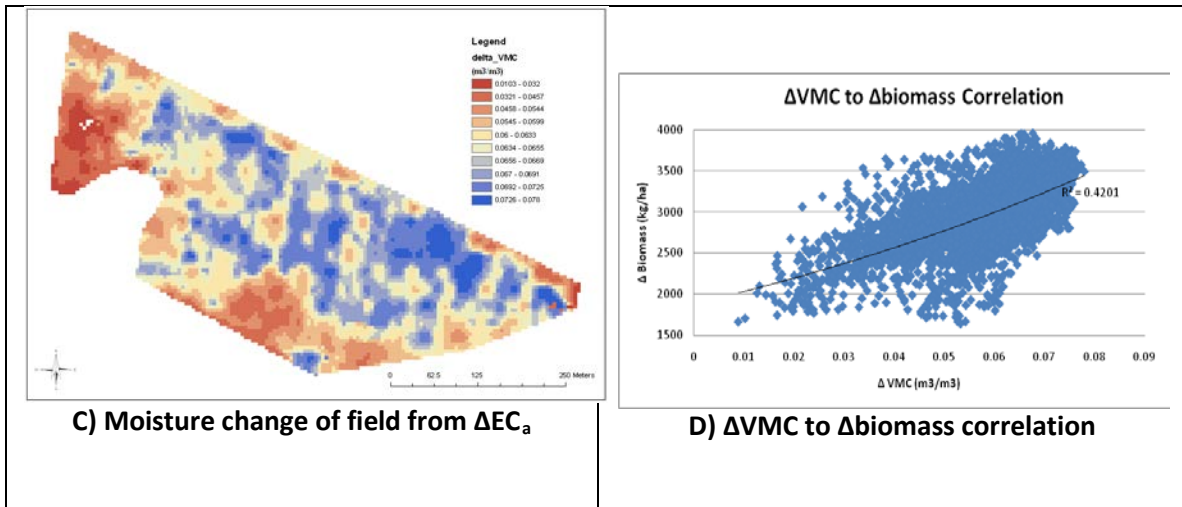 Legend
delta_VMC
(m3/m3)
0.0103 - 0.032
0.0321 - 0.0457
0.0458 - 0.0544
0.0545 - 0.0599
0.06 - 0.0633
0.0634 - 0.0655
0.0656 - 0.0669
0.067 - 0.0691
0.0692 - 0.0725
0.0726 - 0.078
0 62.5 125 250 Meters
C) Moisture change of field from ΔECₐ
ΔVMC to Δbiomass Correlation
Δ Biomass (kg/ha)
4000
3500
3000
2500
2000
1500
R² = 0.4201
0 0.01 0.02 0.03 0.04 0.05 0.06 0.07 0.08 0.09
Δ VMC (m3/m3)
D) ΔVMC to Δbiomass correlation